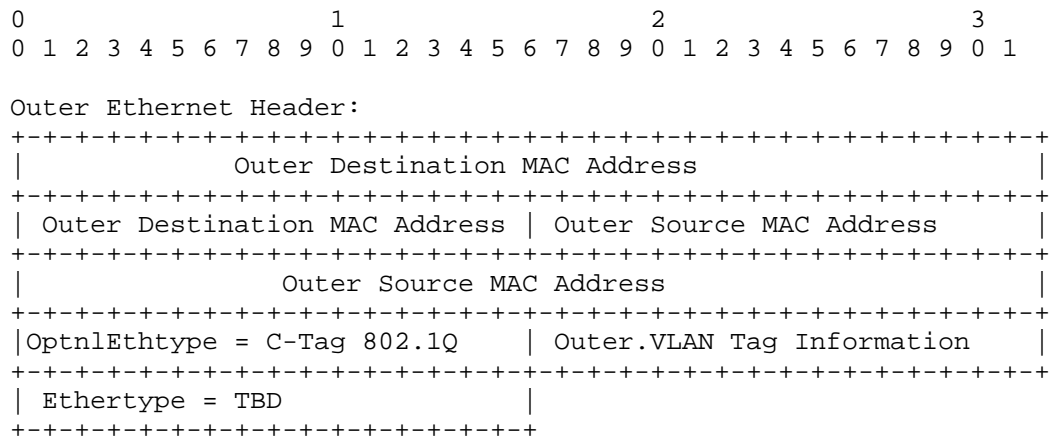 0                   1                   2                   3
0 1 2 3 4 5 6 7 8 9 0 1 2 3 4 5 6 7 8 9 0 1 2 3 4 5 6 7 8 9 0 1
Outer Ethernet Header:
+-+-+-+-+-+-+-+-+-+-+-+-+-+-+-+-+-+-+-+-+-+-+-+-+-+-+-+-+-+-+-+-+
|             Outer Destination MAC Address                     |
+-+-+-+-+-+-+-+-+-+-+-+-+-+-+-+-+-+-+-+-+-+-+-+-+-+-+-+-+-+-+-+-+
| Outer Destination MAC Address | Outer Source MAC Address      |
+-+-+-+-+-+-+-+-+-+-+-+-+-+-+-+-+-+-+-+-+-+-+-+-+-+-+-+-+-+-+-+-+
|                Outer Source MAC Address                       |
+-+-+-+-+-+-+-+-+-+-+-+-+-+-+-+-+-+-+-+-+-+-+-+-+-+-+-+-+-+-+-+-+
|OptnlEthtype = C-Tag 802.1Q    | Outer.VLAN Tag Information    |
+-+-+-+-+-+-+-+-+-+-+-+-+-+-+-+-+-+-+-+-+-+-+-+-+-+-+-+-+-+-+-+-+
| Ethertype = TBD               |
+-+-+-+-+-+-+-+-+-+-+-+-+-+-+-+-+